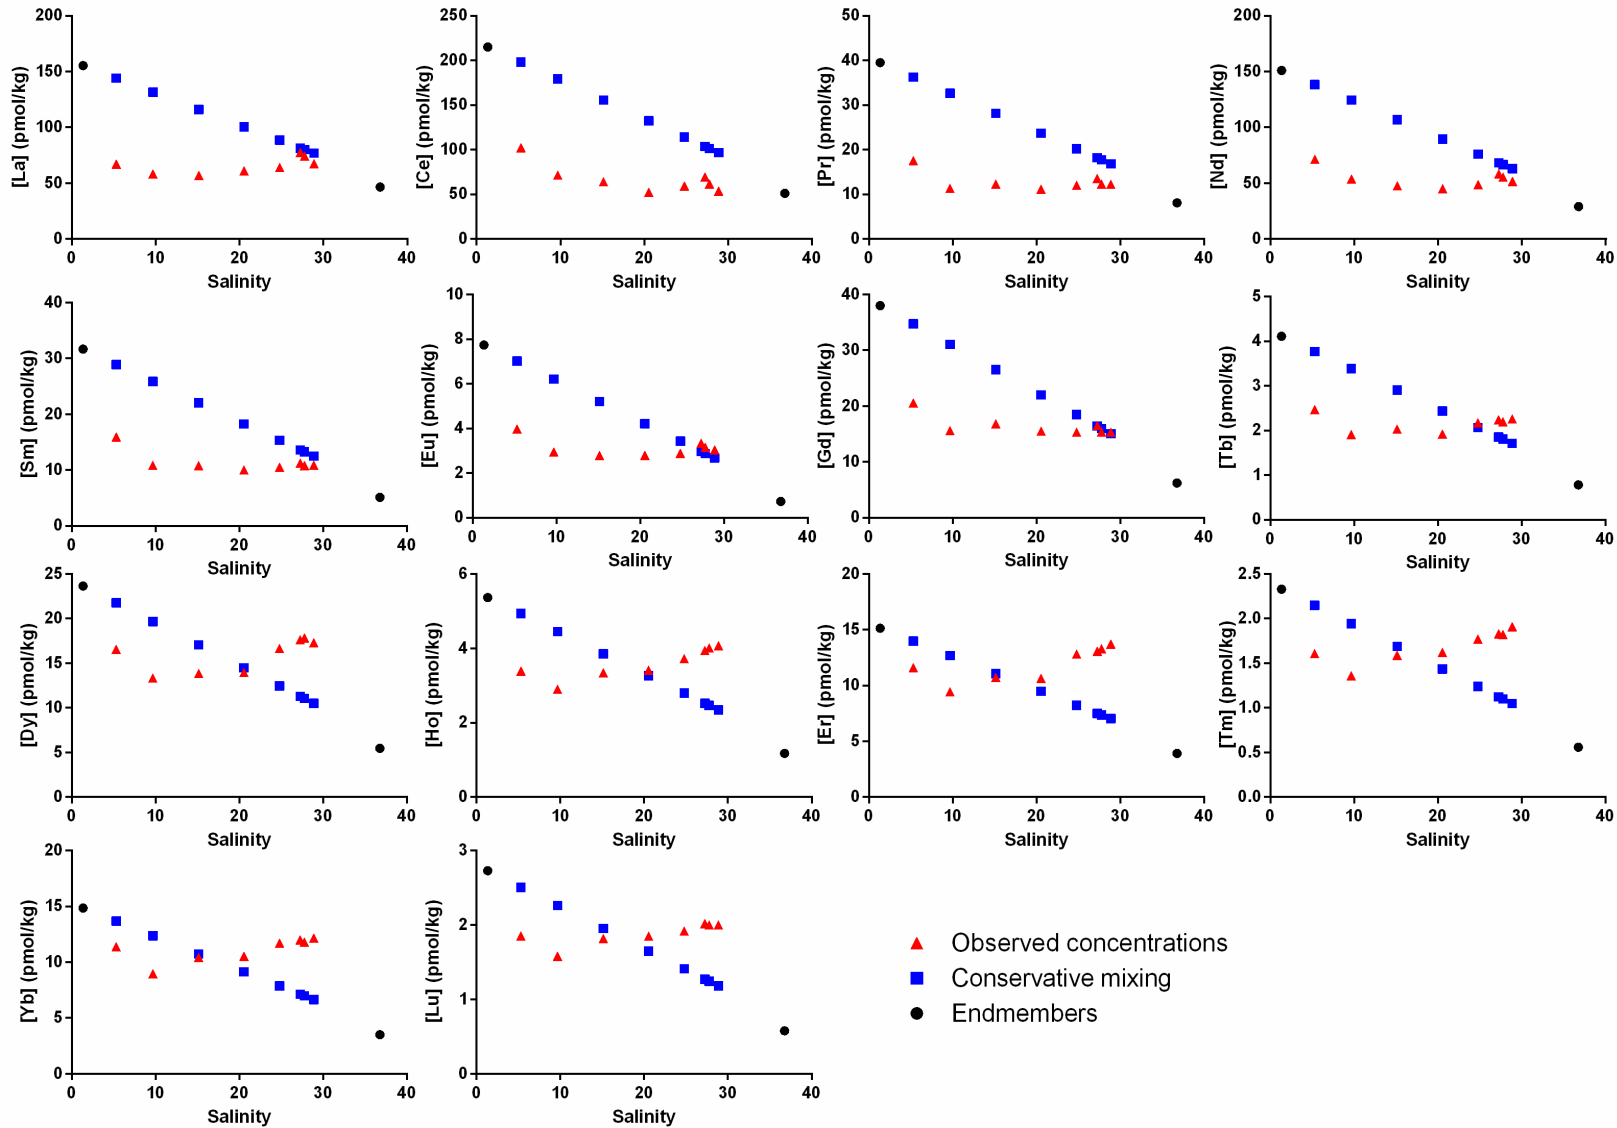 200
150
100
50
0
[La] (pmol/kg)
0 10 20 30 40
Salinity
250
200
150
100
50
0
[Ce] (pmol/kg)
0 10 20 30 40
Salinity
50
40
30
20
10
0
[Pr] (pmol/kg)
0 10 20 30 40
Salinity
200
150
100
50
0
[Nd] (pmol/kg)
0 10 20 30 40
Salinity
40
30
20
10
0
[Sm] (pmol/kg)
0 10 20 30 40
Salinity
10
8
6
4
2
0
[Eu] (pmol/kg)
0 10 20 30 40
Salinity
40
30
20
10
0
[Gd] (pmol/kg)
0 10 20 30 40
Salinity
5
4
3
2
1
0
[Tb] (pmol/kg)
0 10 20 30 40
Salinity
25
20
15
10
5
0
[Dy] (pmol/kg)
0 10 20 30 40
Salinity
6
4
2
0
[Ho] (pmol/kg)
0 10 20 30 40
Salinity
20
15
10
5
0
[Er] (pmol/kg)
0 10 20 30 40
Salinity
2.5
2.0
1.5
1.0
0.5
0.0
[Tm] (pmol/kg)
0 10 20 30 40
Salinity
20
15
10
5
0
[Yb] (pmol/kg)
0 10 20 30 40
Salinity
3
2
1
0
[Lu] (pmol/kg)
0 10 20 30 40
Salinity
Observed concentrations
Conservative mixing
Endmembers